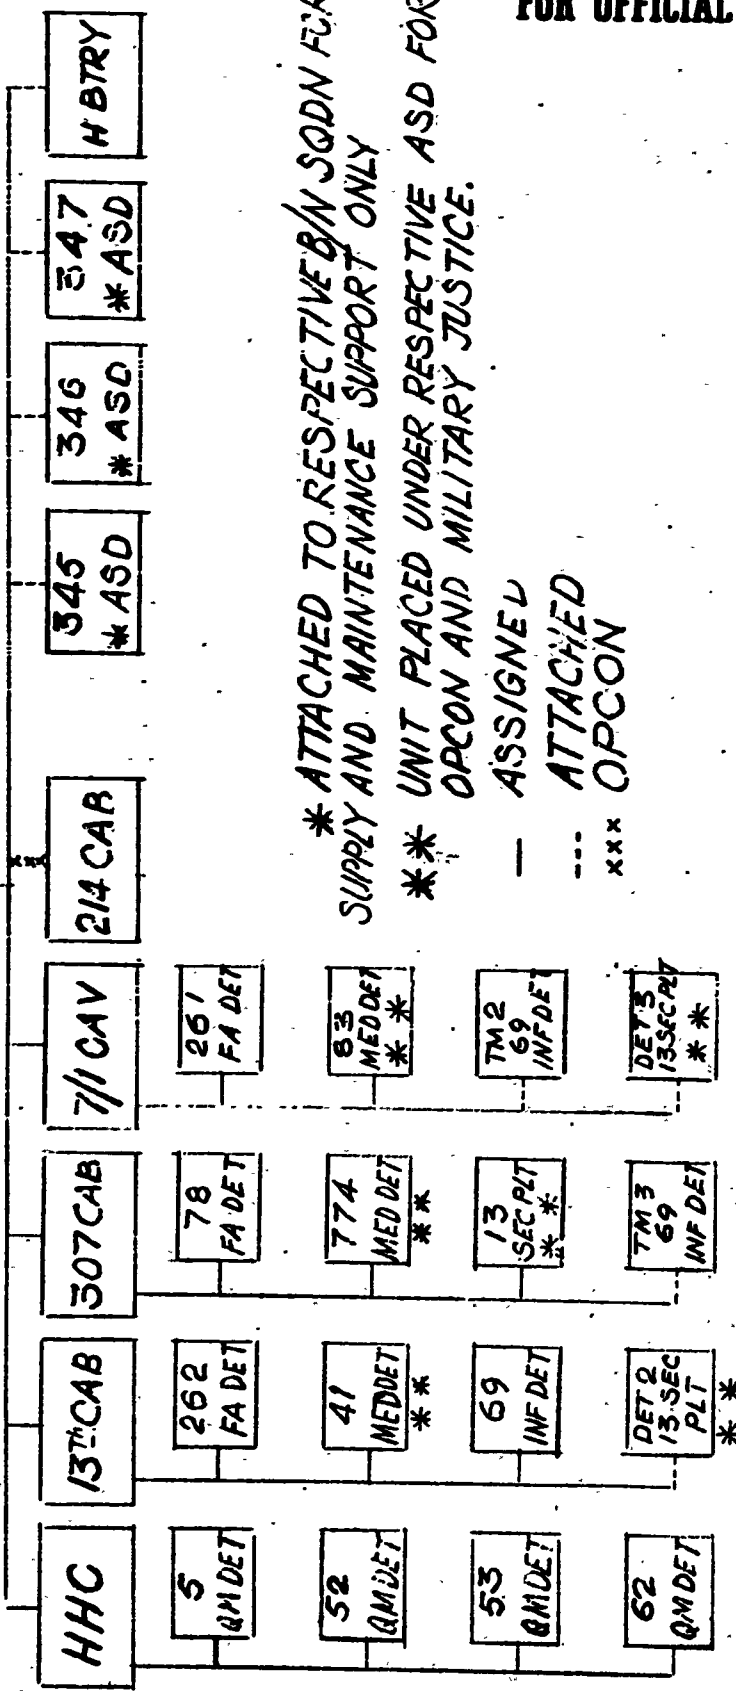 FOR OFFICIAL
HHC
13TH CAB
307 CAB
7/1 CAV
xxx
214 CAB
345
* ASD
346
* ASD
347
* ASD
H BTRY
5
QM DET
52
QM DET
53
QM DET
62
QM DET
262
FA DET
41
MED DET
* *
69
INF DET
DET 2
13 SEC
PLT
* *
78
FA DET
774
MED DET
* *
13
SEC PLT
* *
TM 3
69
INF DET
261
FA DET
83
MED DET
* *
TM 2
69
INF DET
DET 3
13 SEC PLT
* *
* ATTACHED TO RESPECTIVE B/N SQDN FOR
SUPPLY AND MAINTENANCE SUPPORT ONLY
* * UNIT PLACED UNDER RESPECTIVE ASD FOR
OPCON AND MILITARY JUSTICE.
— ASSIGNED
--- ATTACHED
xxx OPCON